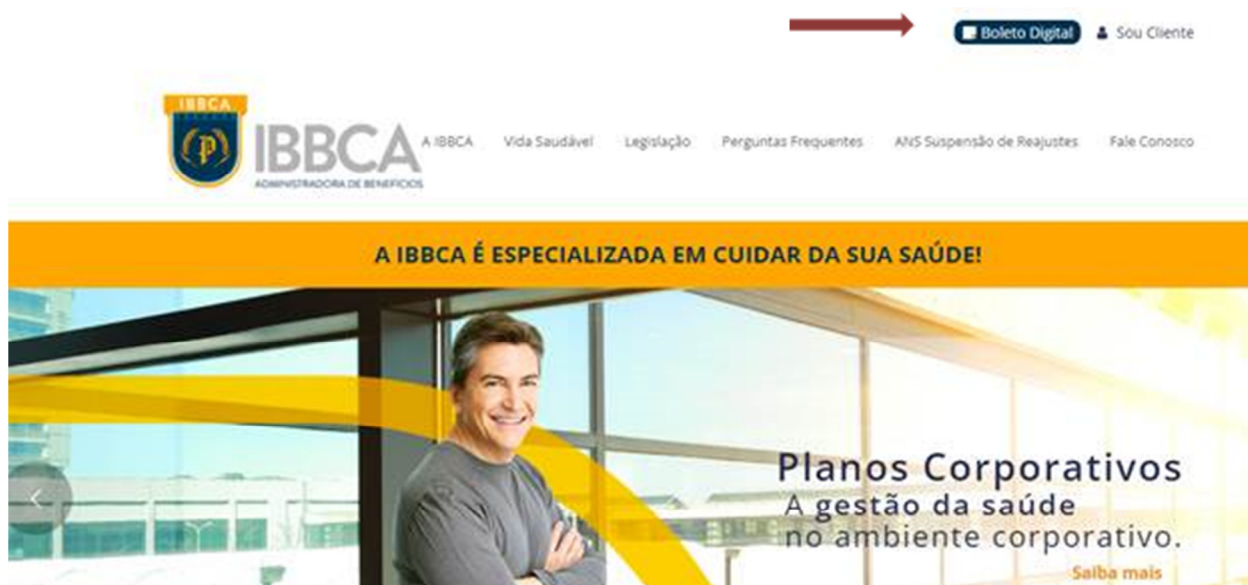 Boleto Digital Sou Cliente
IBBCA
P
IBBCA
ADMINISTRADORA DE BENEFÍCIOS
A IBBCA Vida Saudável Legislação Perguntas Frequentes ANS Suspensão de Reajustes Fale Conosco
A IBBCA É ESPECIALIZADA EM CUIDAR DA SUA SAÚDE!
Planos Corporativos
A gestão da saúde
no ambiente corporativo.
Saiba mais